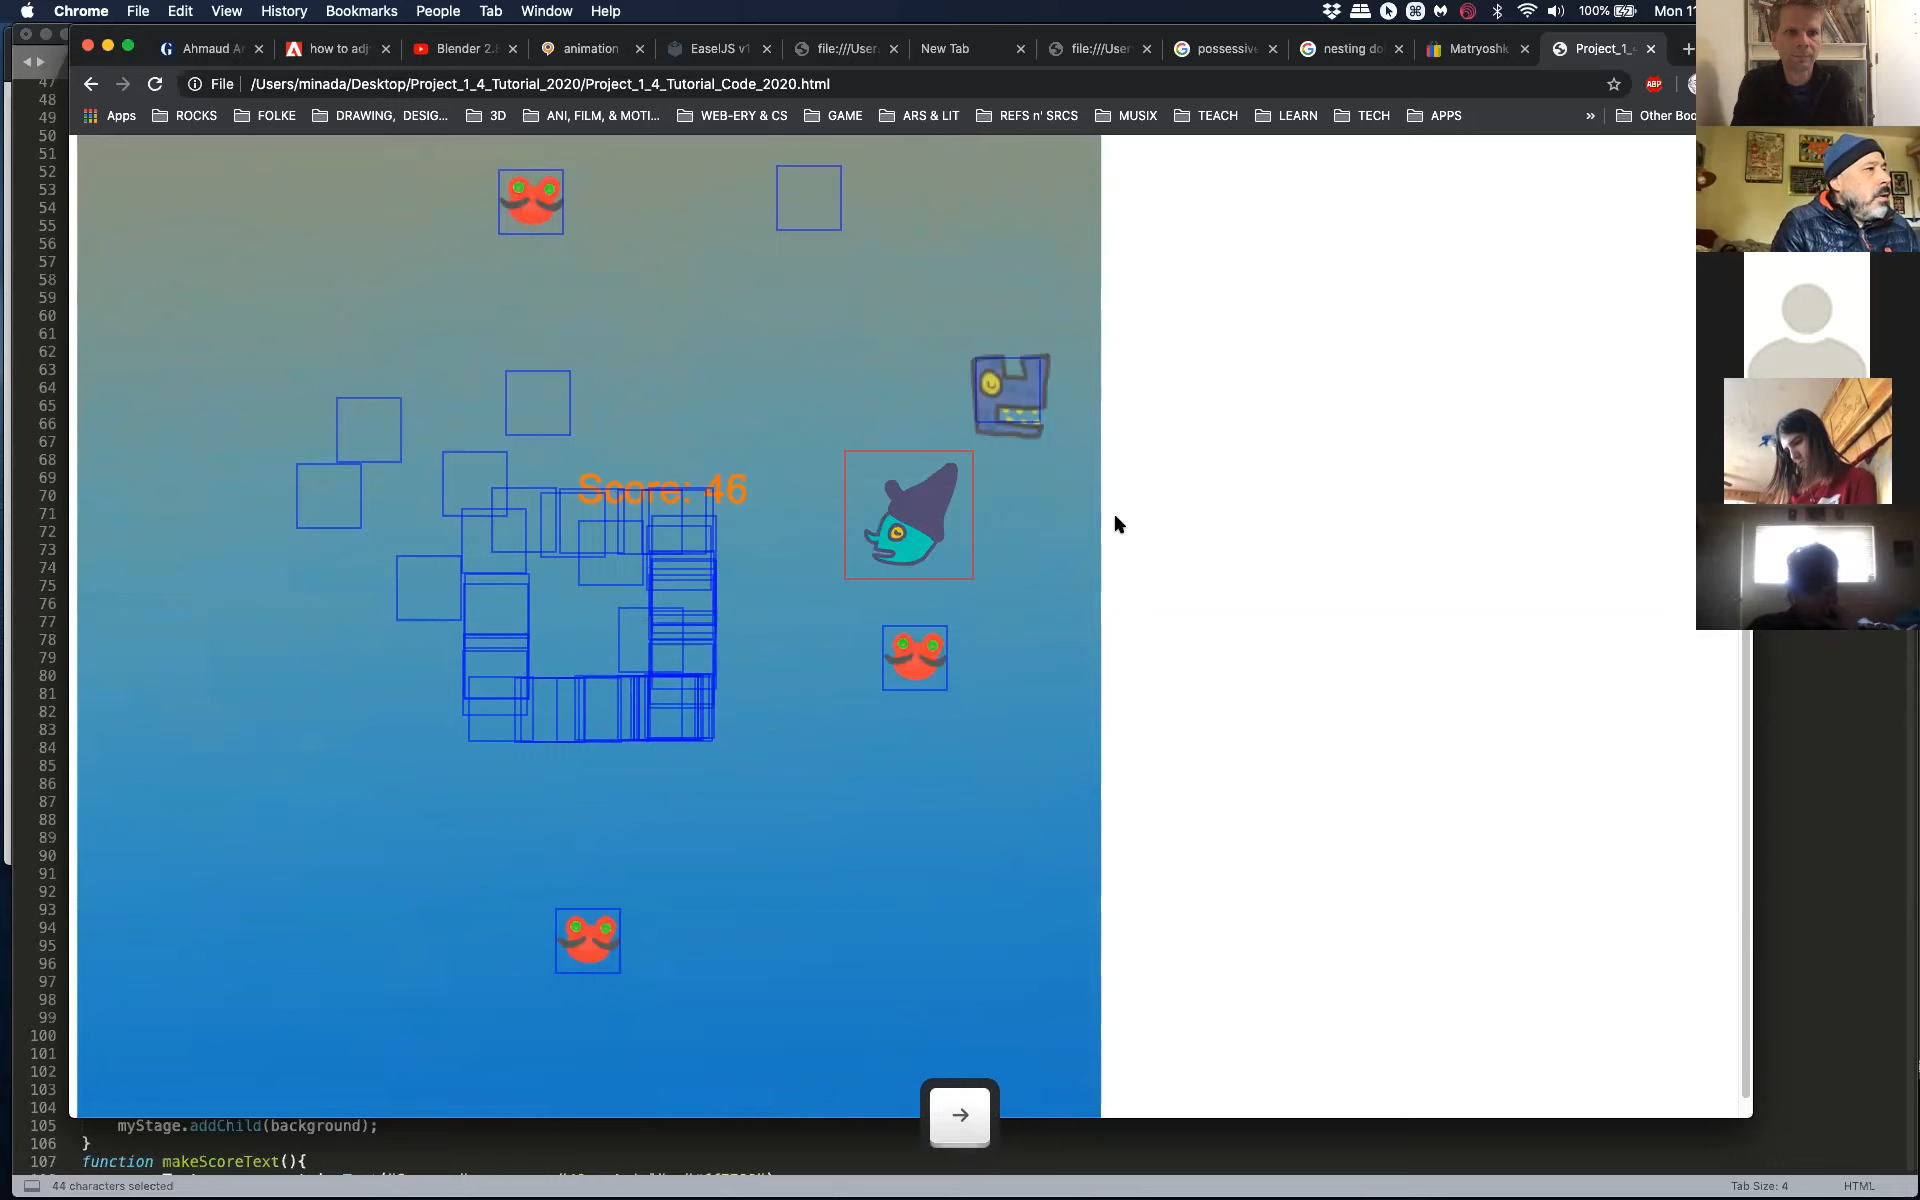 Chrome File Edit View History Bookmarks People Tab Window Help 100% Mon 11
Ahmaud A
how to adj
Blender 2.8
animation
EaselJS v1
file:///User
New Tab
file:///User
possessive
nesting do
Matryoshk
Project_1_
File /Users/minada/Desktop/Project_1_4_Tutorial_2020/Project_1_4_Tutorial_Code_2020.html
ABP
Apps ROCKS FOLKE DRAWING, DESIG... 3D ANI, FILM, & MOTI... WEB-ERY & CS GAME ARS & LIT REFS n' SRCS MUSIX TEACH LEARN TECH APPS » Other Boo
47
48
49
50
51
52
53
54
55
56
57
58
59
60
61
62
63
64
65
66
67
68
69
70
71
72
73
74
75
76
77
78
79
80
81
82
83
84
85
86
87
88
89
90
91
92
93
94
95
96
97
98
99
100
101
102
103
104
Score: 46
→
105 myStage.addChild(background);
106 }
107 function makeScoreText(){
44 characters selected
Tab Size: 4
HTML